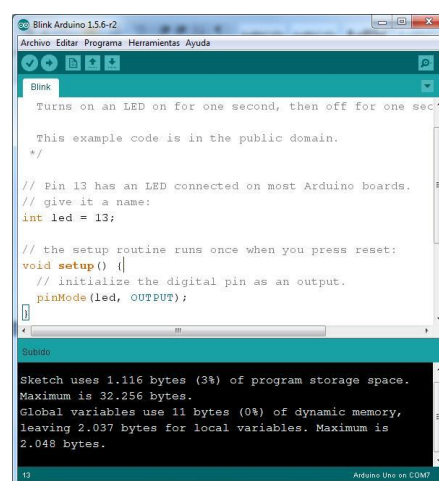 Blink Arduino 1.5.6-r2
Archivo Editar Programa Herramientas Ayuda
Blink
Turns on an LED on for one second, then off for one sec
This example code is in the public domain.
*/
// Pin 13 has an LED connected on most Arduino boards.
// give it a name:
int led = 13;
// the setup routine runs once when you press reset:
void setup() {
// initialize the digital pin as an output.
pinMode(led, OUTPUT);
}
Subido
Sketch uses 1.116 bytes (3%) of program storage space.
Maximum is 32.256 bytes.
Global variables use 11 bytes (0%) of dynamic memory,
leaving 2.037 bytes for local variables. Maximum is
2.048 bytes.
13
Arduino Uno on COM7